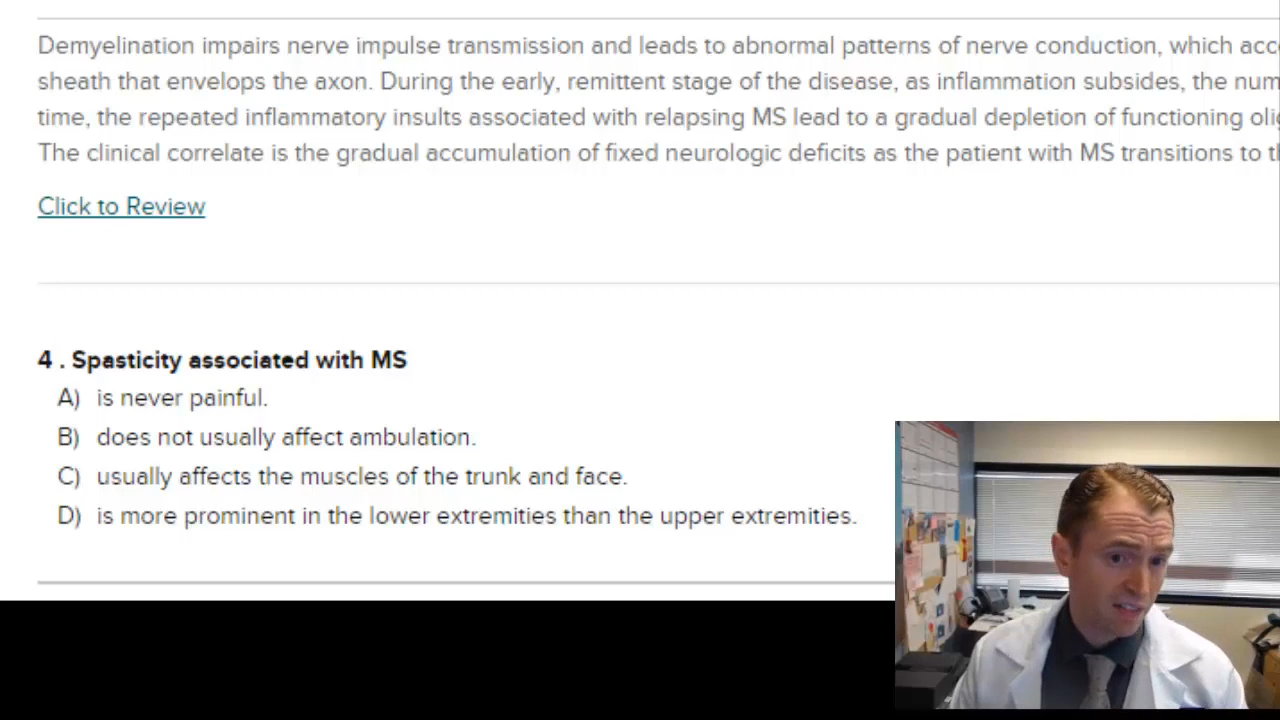 Demyelination impairs nerve impulse transmission and leads to abnormal patterns of nerve conduction, which acc
sheath that envelops the axon. During the early, remittent stage of the disease, as inflammation subsides, the num
time, the repeated inflammatory insults associated with relapsing MS lead to a gradual depletion of functioning olig
The clinical correlate is the gradual accumulation of fixed neurologic deficits as the patient with MS transitions to th
Click to Review
4 . Spasticity associated with MS
A) is never painful.
B) does not usually affect ambulation.
C) usually affects the muscles of the trunk and face.
D) is more prominent in the lower extremities than the upper extremities.